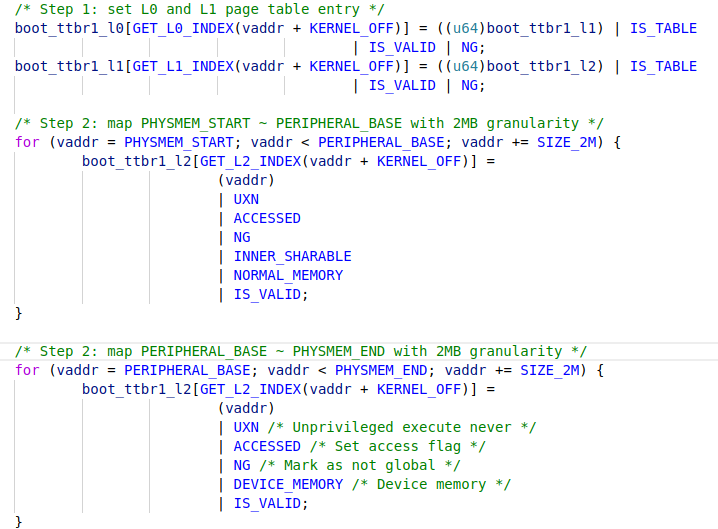 /* Step 1: set L0 and L1 page table entry */
boot_ttbr1_l0[GET_L0_INDEX(vaddr + KERNEL_OFF)] = ((u64)boot_ttbr1_l1) | IS_TABLE
| IS_VALID | NG;
boot_ttbr1_l1[GET_L1_INDEX(vaddr + KERNEL_OFF)] = ((u64)boot_ttbr1_l2) | IS_TABLE
| IS_VALID | NG;
/* Step 2: map PHYSMEM_START ~ PERIPHERAL_BASE with 2MB granularity */
for (vaddr = PHYSMEM_START; vaddr < PERIPHERAL_BASE; vaddr += SIZE_2M) {
boot_ttbr1_l2[GET_L2_INDEX(vaddr + KERNEL_OFF)] =
(vaddr)
| UXN
| ACCESSED
| NG
| INNER_SHARABLE
| NORMAL_MEMORY
| IS_VALID;
}
/* Step 2: map PERIPHERAL_BASE ~ PHYSMEM_END with 2MB granularity */
for (vaddr = PERIPHERAL_BASE; vaddr < PHYSMEM_END; vaddr += SIZE_2M) {
boot_ttbr1_l2[GET_L2_INDEX(vaddr + KERNEL_OFF)] =
(vaddr)
| UXN /* Unprivileged execute never */
| ACCESSED /* Set access flag */
| NG /* Mark as not global */
| DEVICE_MEMORY /* Device memory */
| IS_VALID;
}